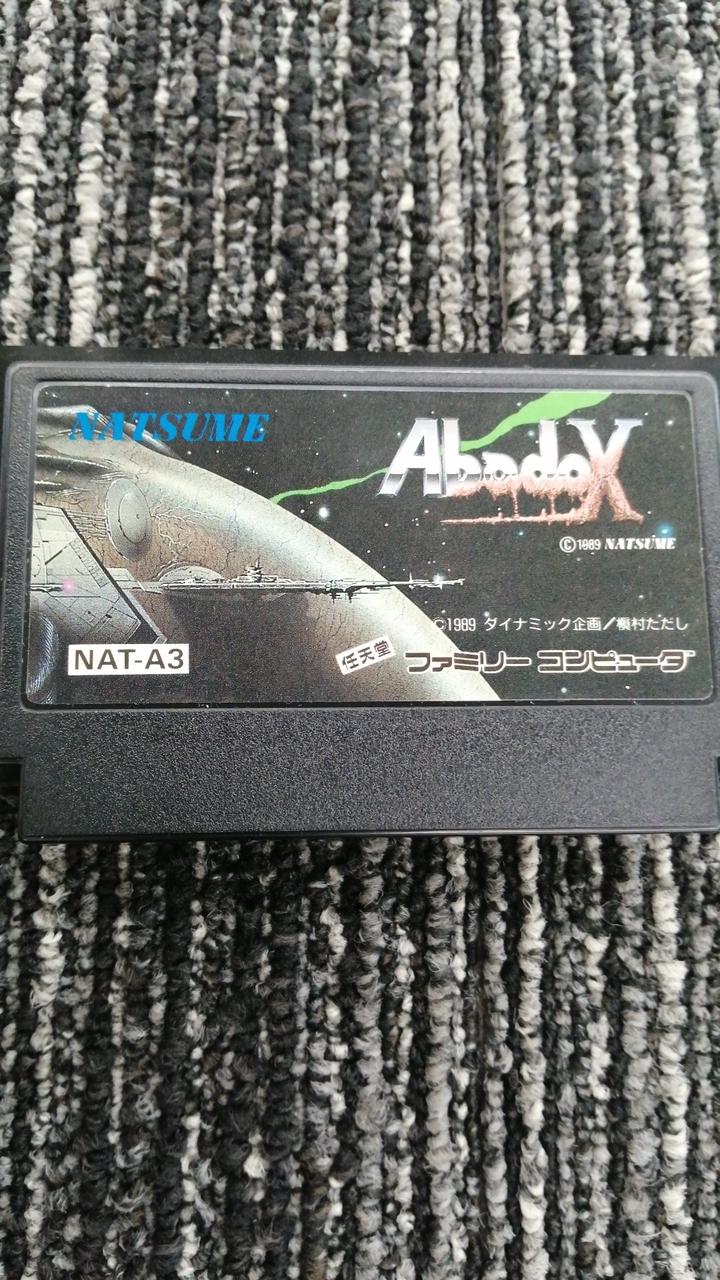 NATSUME
AbadoX
©1989 NATSUME
©1989 ダイナミック企画/槇村ただし
NAT-A3
任天堂 ファミリー コンピュータ